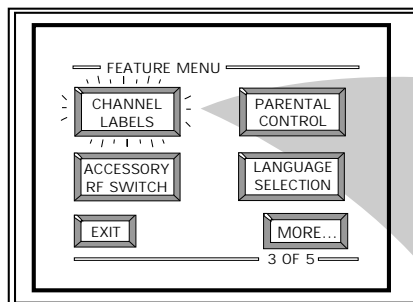 FEATURE MENU
CHANNEL
LABELS
PARENTAL
CONTROL
ACCESSORY
RF SWITCH
LANGUAGE
SELECTION
EXIT
MORE...
3 OF 5